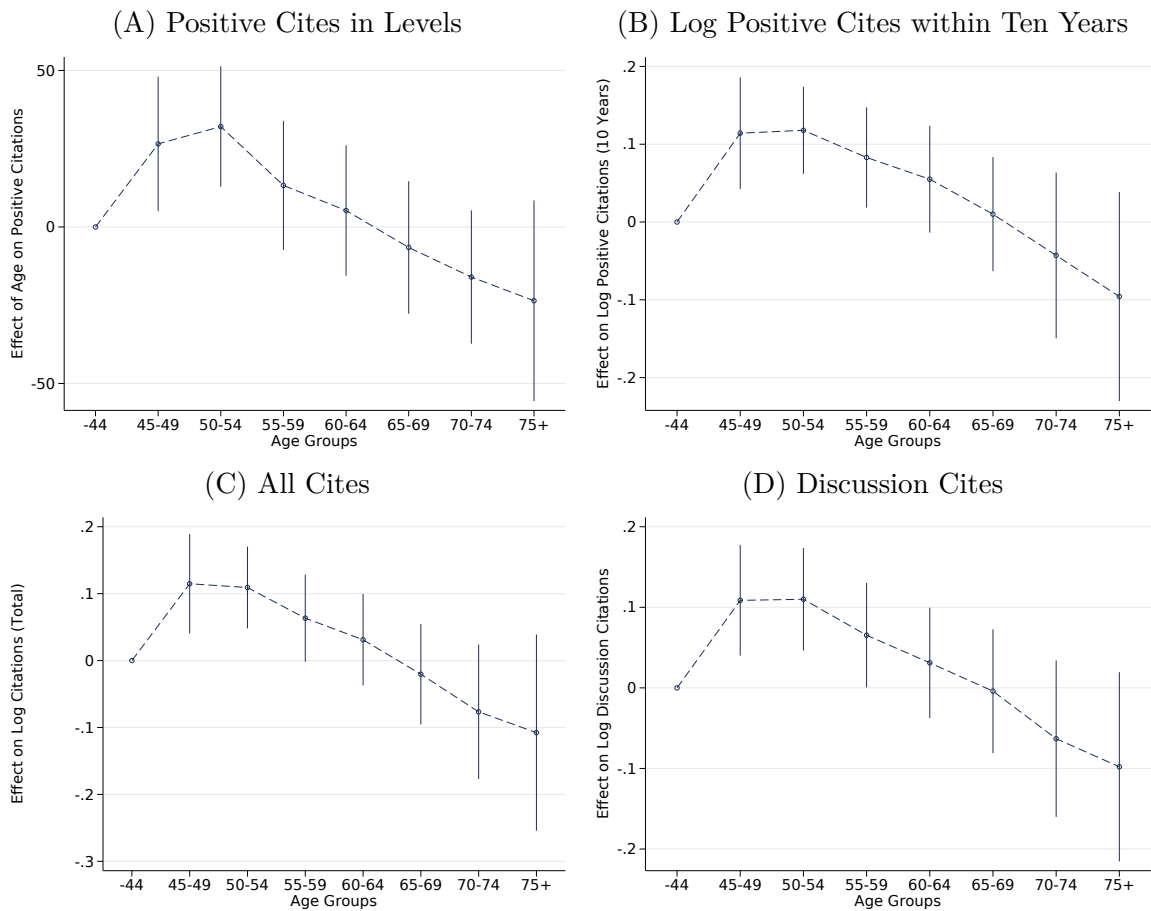 (A) Positive Cites in Levels
Effect of Age on Positive Citations
50
0
-50
-44 45-49 50-54 55-59 60-64 65-69 70-74 75+
Age Groups
(B) Log Positive Cites within Ten Years
Effect on Log Positive Citations (10 Years)
.2
.1
0
-.1
-.2
-44 45-49 50-54 55-59 60-64 65-69 70-74 75+
Age Groups
(C) All Cites
Effect on Log Citations (Total)
.2
.1
0
-.1
-.2
-.3
-44 45-49 50-54 55-59 60-64 65-69 70-74 75+
Age Groups
(D) Discussion Cites
Effect on Log Discussion Citations
.2
.1
0
-.1
-.2
-44 45-49 50-54 55-59 60-64 65-69 70-74 75+
Age Groups